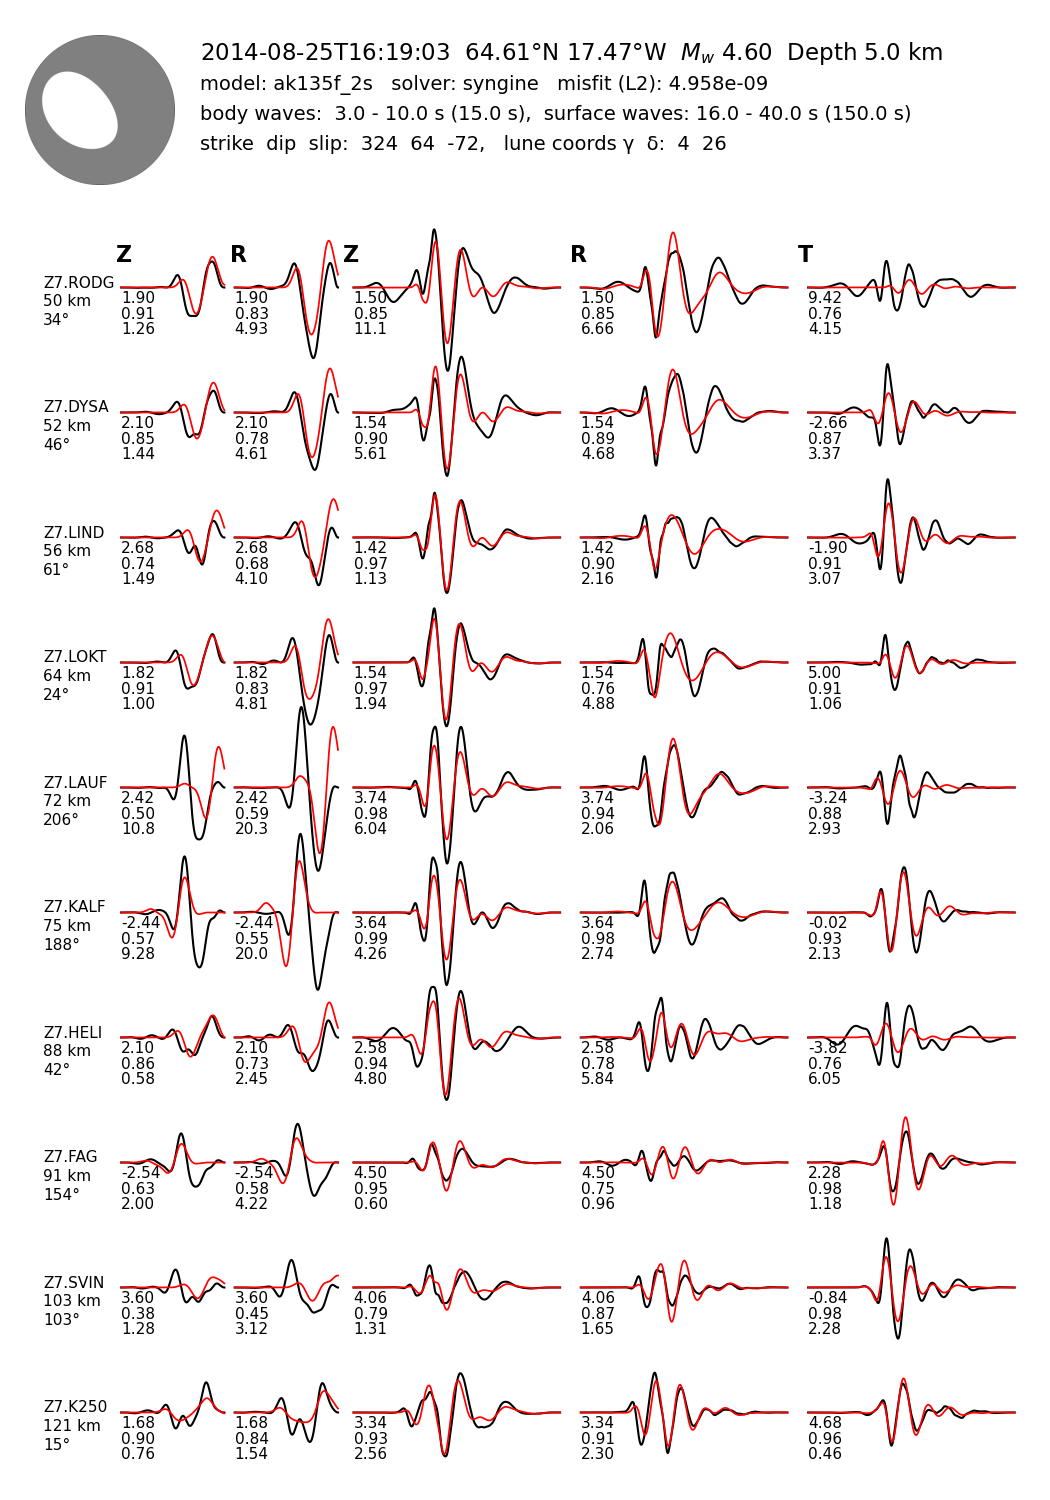 2014-08-25T16:19:03  64.61°N 17.47°W  Mw 4.60  Depth 5.0 km
model: ak135f_2s   solver: syngine   misfit (L2): 4.958e-09
body waves:  3.0 - 10.0 s (15.0 s),  surface waves: 16.0 - 40.0 s (150.0 s)
strike  dip  slip:  324  64  -72,   lune coords γ  δ:  4  26
Z R Z R T
Z7.RODG
50 km
34°
1.90 1.90 1.50 1.50 9.42
0.91 0.83 0.85 0.85 0.76
1.26 4.93 11.1 6.66 4.15
Z7.DYSA
52 km
46°
2.10 2.10 1.54 1.54 -2.66
0.85 0.78 0.90 0.89 0.87
1.44 4.61 5.61 4.68 3.37
Z7.LIND
56 km
61°
2.68 2.68 1.42 1.42 -1.90
0.74 0.68 0.97 0.90 0.91
1.49 4.10 1.13 2.16 3.07
Z7.LOKT
64 km
24°
1.82 1.82 1.54 1.54 5.00
0.91 0.83 0.97 0.76 0.91
1.00 4.81 1.94 4.88 1.06
Z7.LAUF
72 km
206°
2.42 2.42 3.74 3.74 -3.24
0.50 0.59 0.98 0.94 0.88
10.8 20.3 6.04 2.06 2.93
Z7.KALF
75 km
188°
-2.44 -2.44 3.64 3.64 -0.02
0.57 0.55 0.99 0.98 0.93
9.28 20.0 4.26 2.74 2.13
Z7.HELI
88 km
42°
2.10 2.10 2.58 2.58 -3.82
0.86 0.73 0.94 0.78 0.76
0.58 2.45 4.80 5.84 6.05
Z7.FAG
91 km
154°
-2.54 -2.54 4.50 4.50 2.28
0.63 0.58 0.95 0.75 0.98
2.00 4.22 0.60 0.96 1.18
Z7.SVIN
103 km
103°
3.60 3.60 4.06 4.06 -0.84
0.38 0.45 0.79 0.87 0.98
1.28 3.12 1.31 1.65 2.28
Z7.K250
121 km
15°
1.68 1.68 3.34 3.34 4.68
0.90 0.84 0.93 0.91 0.96
0.76 1.54 2.56 2.30 0.46